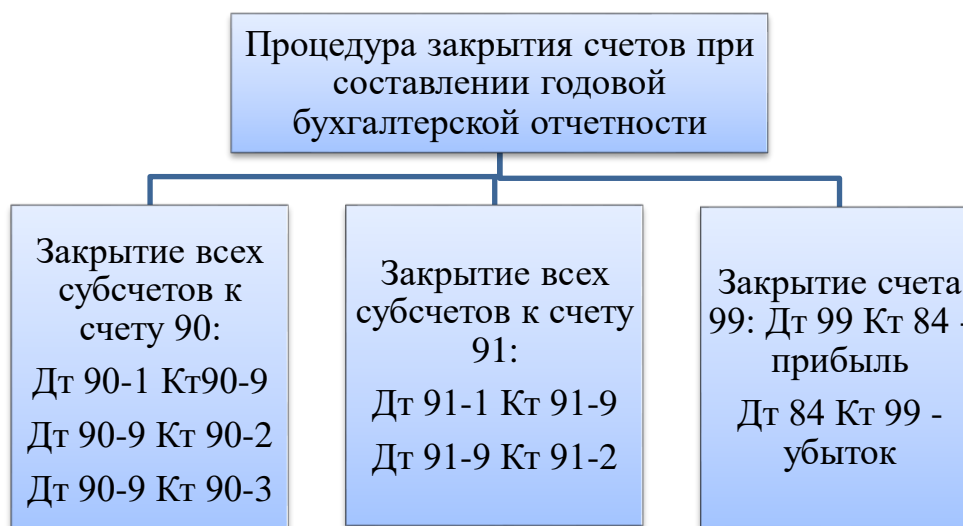 Процедура закрытия счетов при
составлении годовой
бухгалтерской отчетности
Закрытие всех
субсчетов к
счету 90:
Дт 90-1 Кт90-9
Дт 90-9 Кт 90-2
Дт 90-9 Кт 90-3
Закрытие всех
субсчетов к счету
91:
Дт 91-1 Кт 91-9
Дт 91-9 Кт 91-2
Закрытие счета
99: Дт 99 Кт 84 -
прибыль
Дт 84 Кт 99 -
убыток